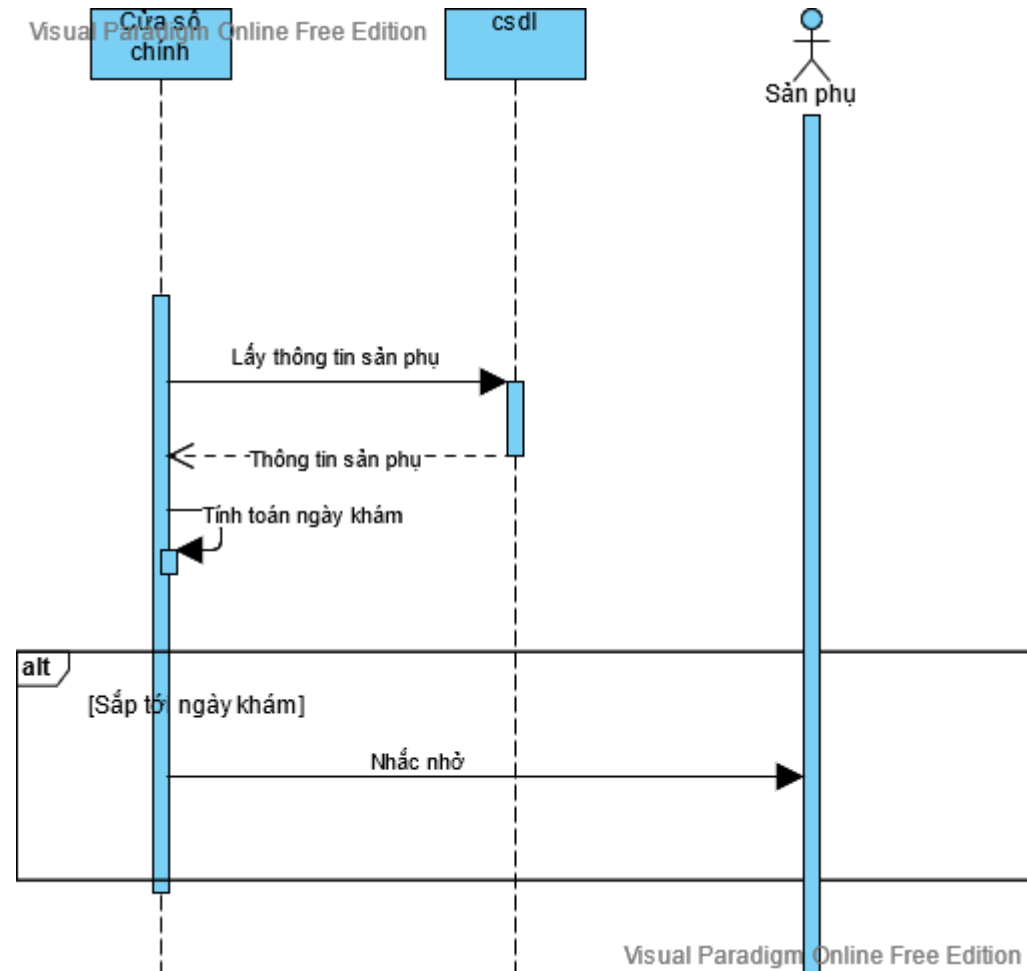 Visual Paradigm Online Free Edition
Cửa sổ
chính
csdl
Sản phụ
Lấy thông tin sản phụ
Thông tin sản phụ
Tính toán ngày khám
alt
[Sắp tới ngày khám]
Nhắc nhở
Visual Paradigm Online Free Edition